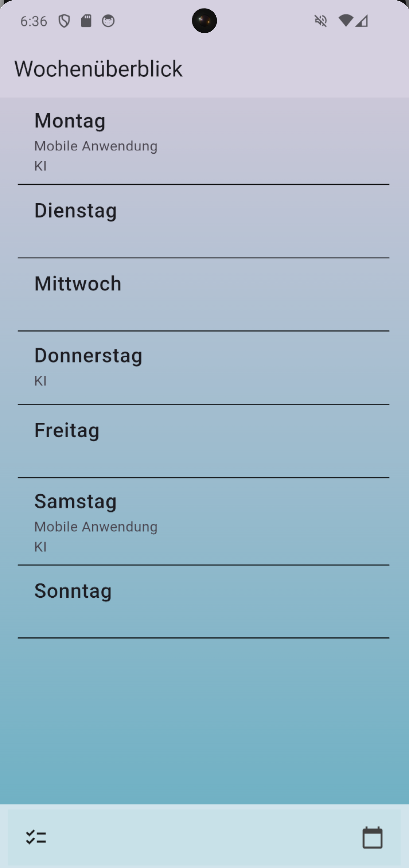 6:36
Wochenüberblick
Montag
Mobile Anwendung
KI
Dienstag
Mittwoch
Donnerstag
KI
Freitag
Samstag
Mobile Anwendung
KI
Sonntag